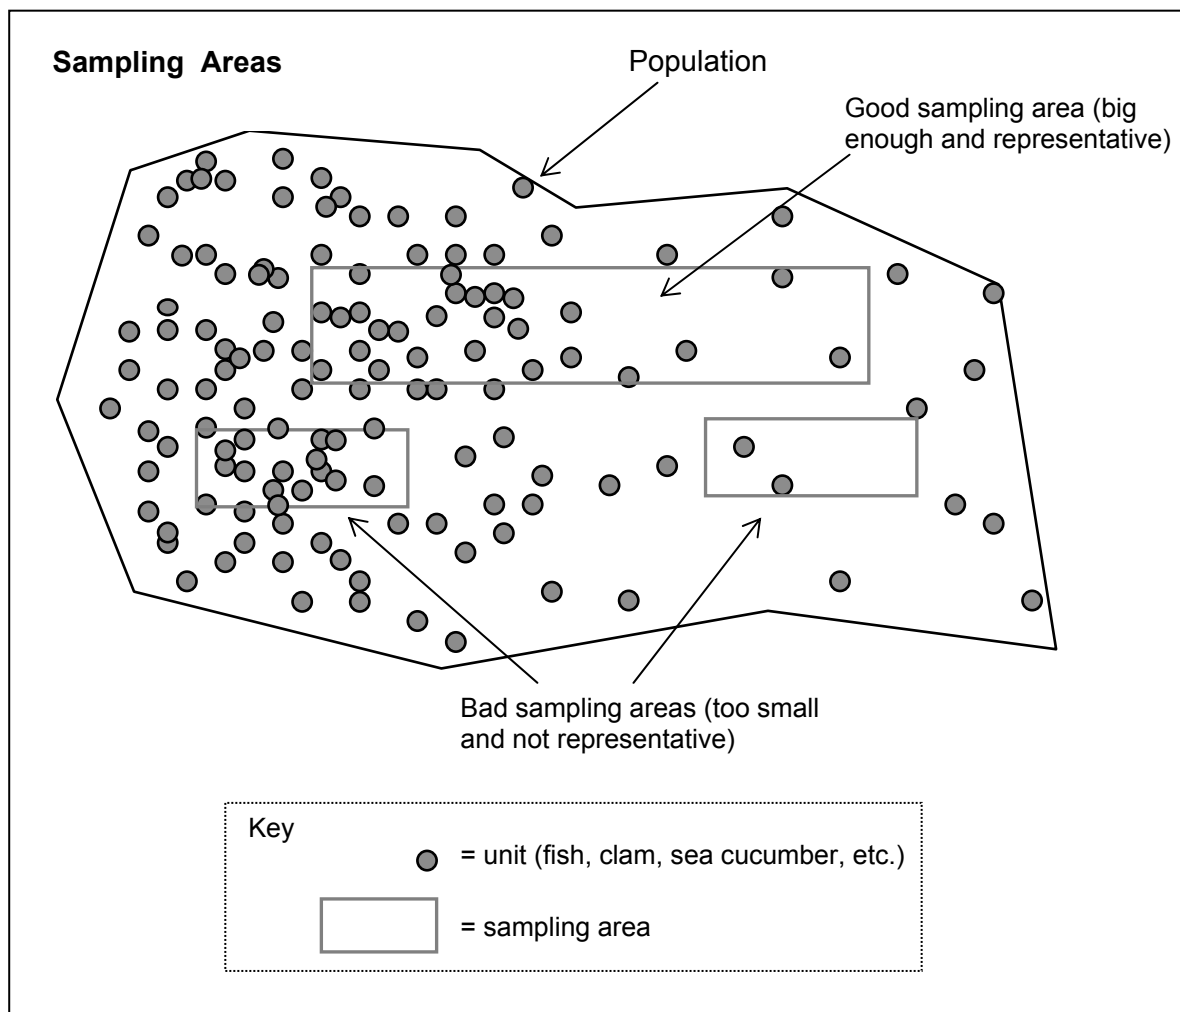 Sampling Areas
Population
Good sampling area (big
enough and representative)
Bad sampling areas (too small
and not representative)
Key
= unit (fish, clam, sea cucumber, etc.)
= sampling area